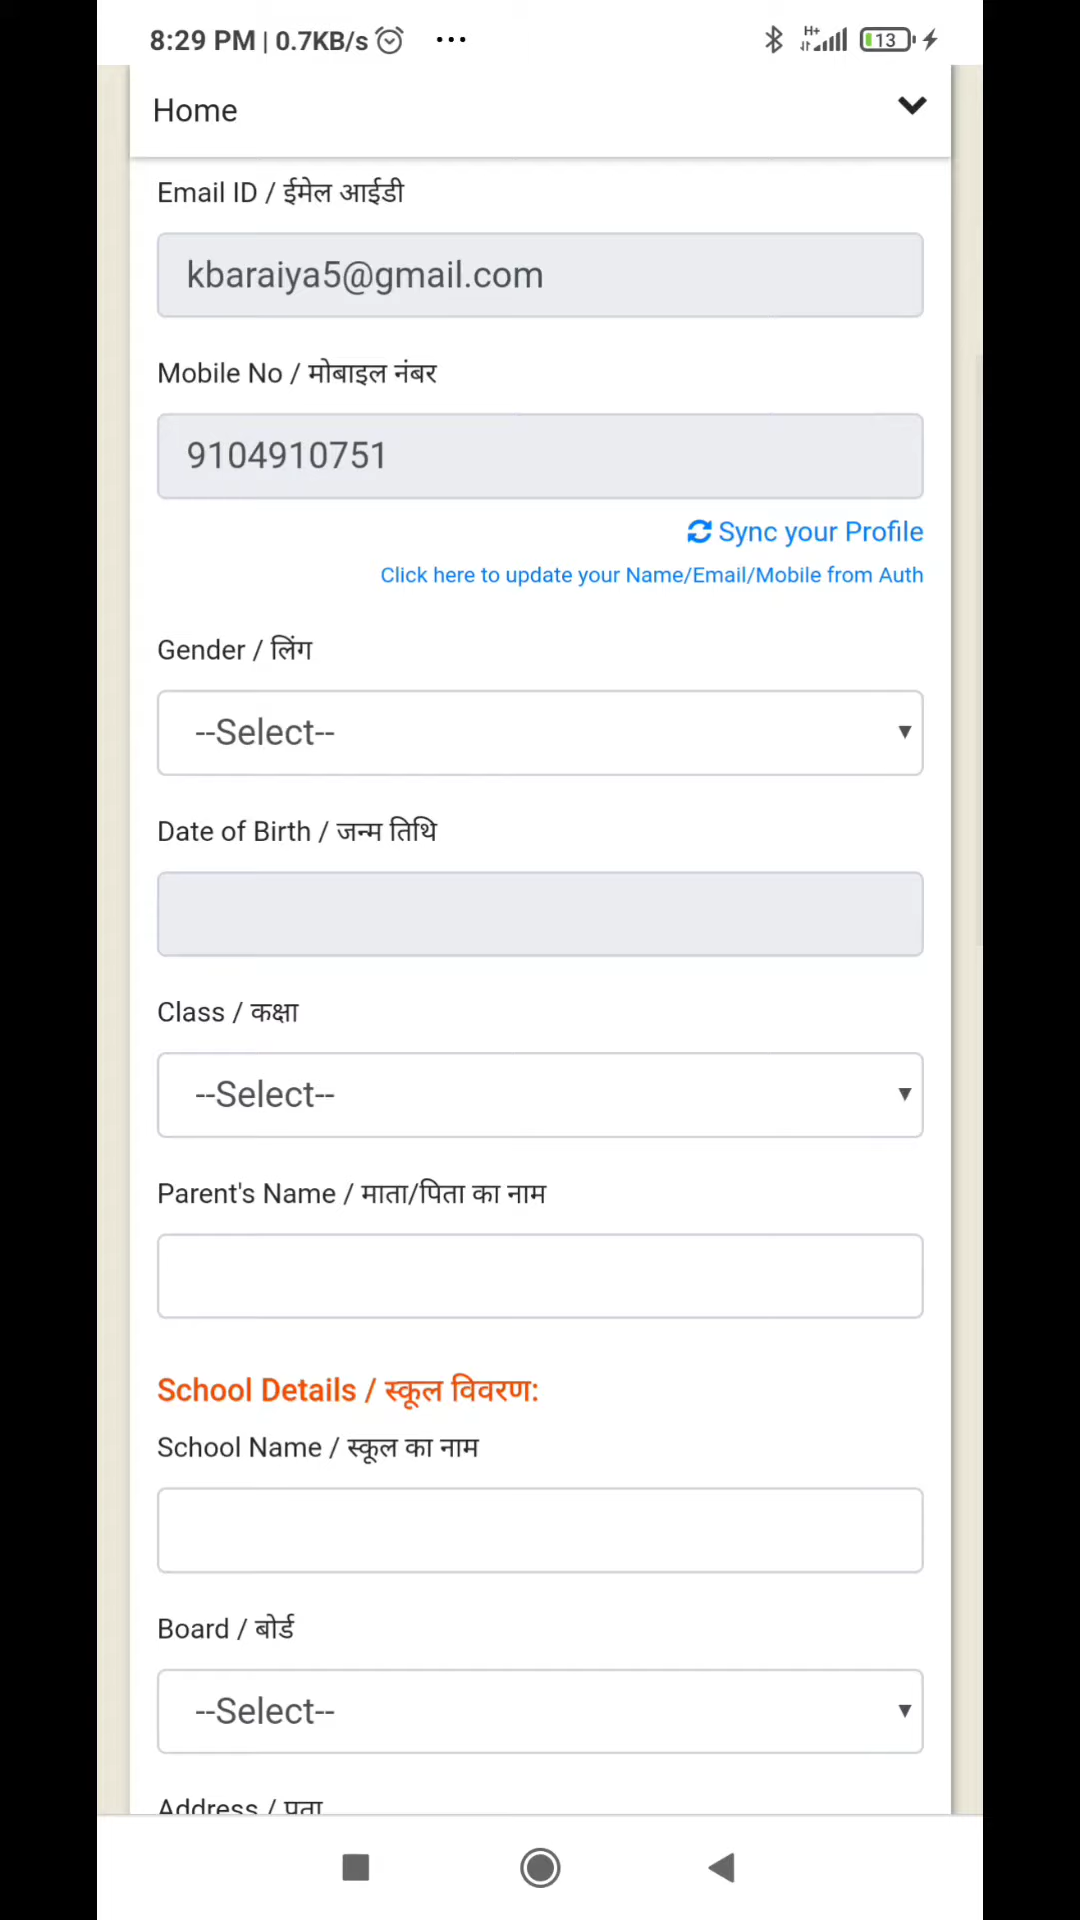 8:29 PM | 0.7KB/s ... H+ 13
Home
Email ID / ईमेल आईडी
kbaraiya5@gmail.com
Mobile No / मोबाइल नंबर
9104910751
Sync your Profile
Click here to update your Name/Email/Mobile from Auth
Gender / लिंग
--Select--
Date of Birth / जन्म तिथि
Class / कक्षा
--Select--
Parent's Name / माता/पिता का नाम
School Details / स्कूल विवरण:
School Name / स्कूल का नाम
Board / बोर्ड
--Select--
Address / पता